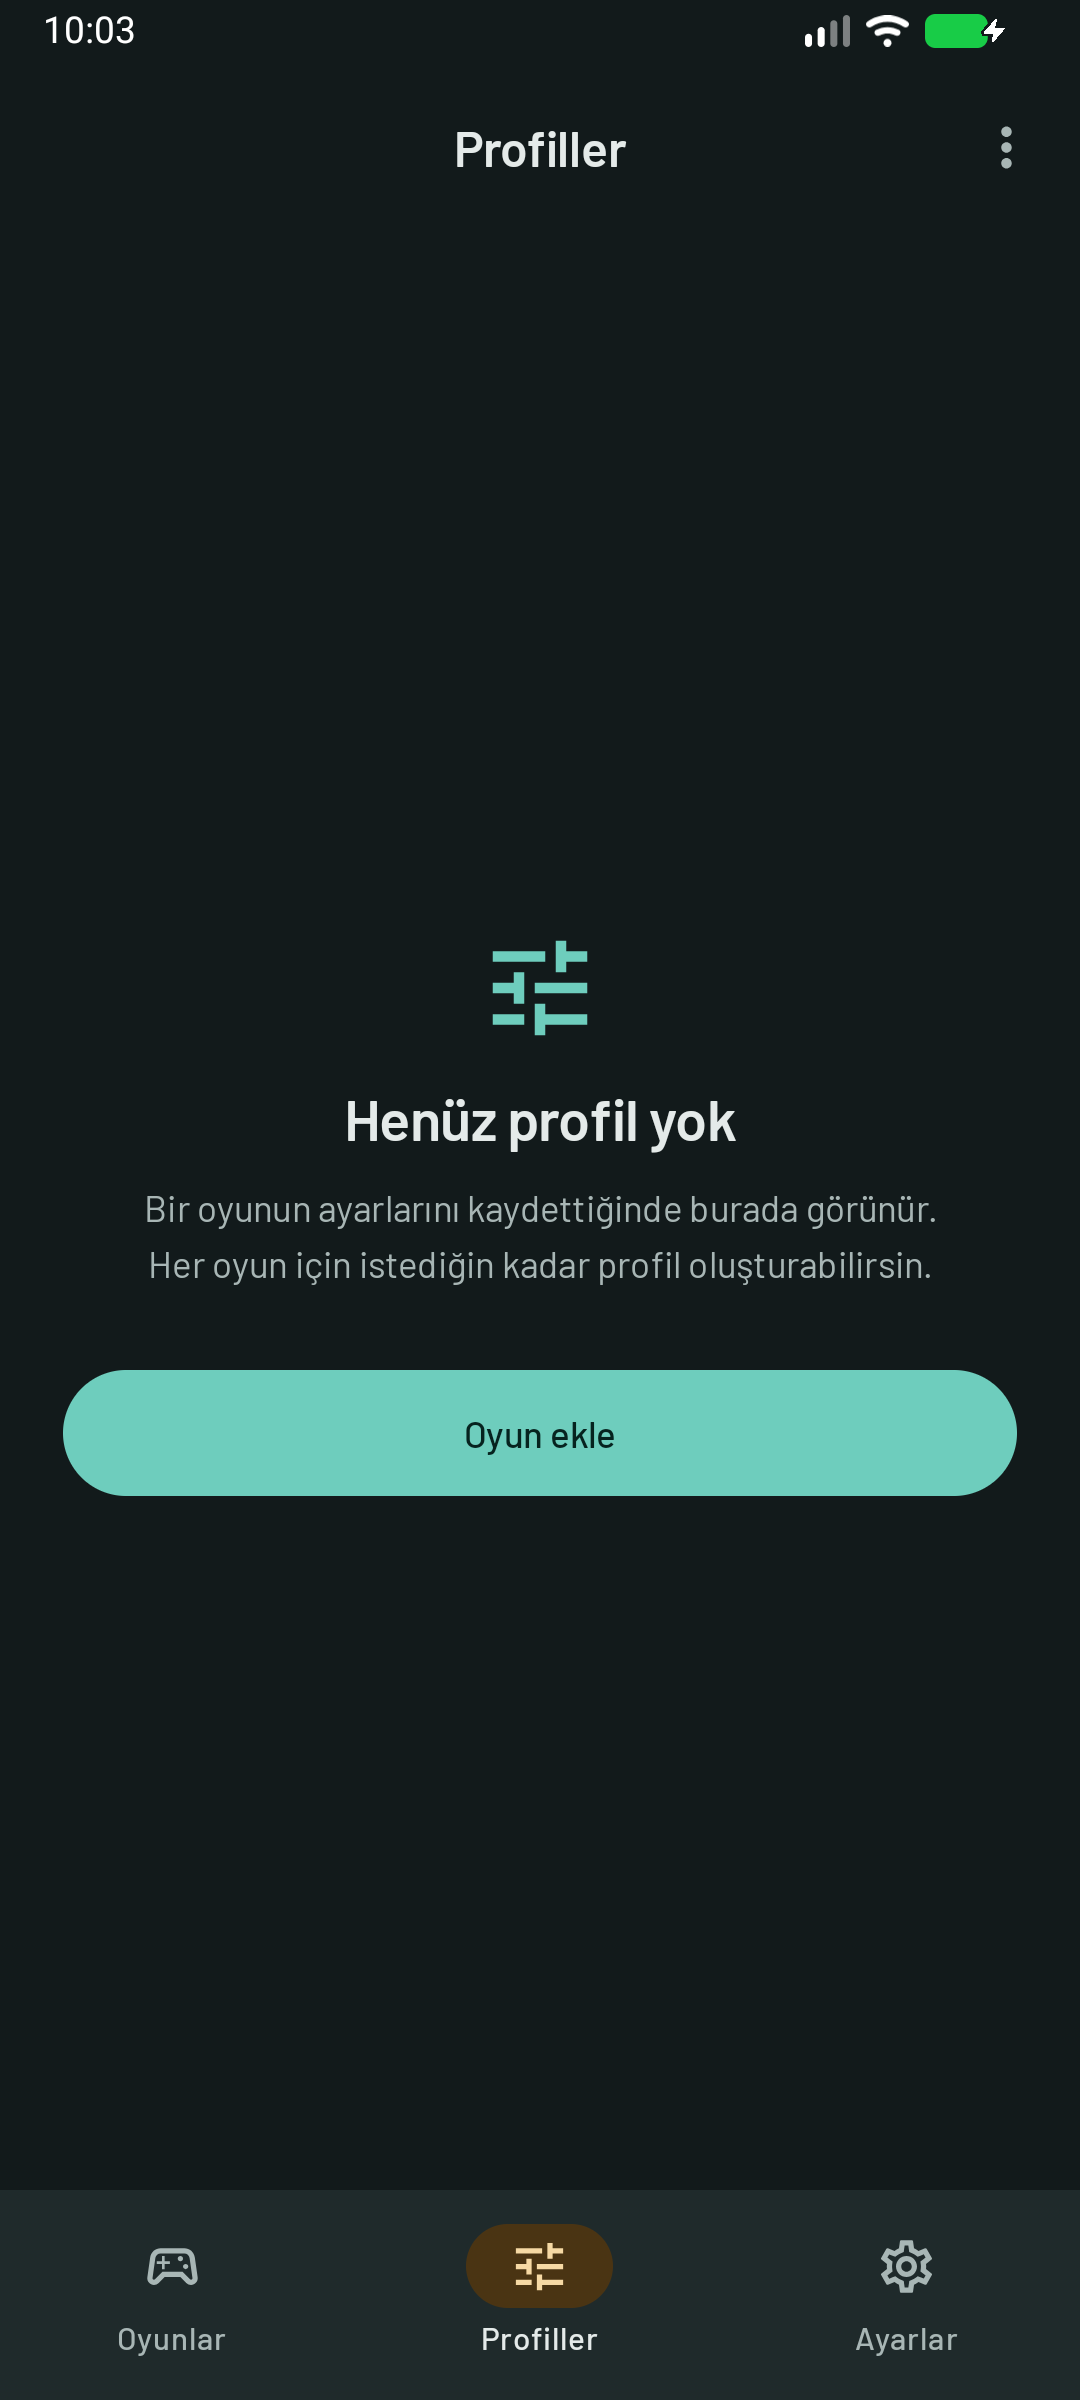 10:03
Profiller
Henüz profil yok
Bir oyunun ayarlarını kaydettiğinde burada görünür.
Her oyun için istediğin kadar profil oluşturabilirsin.
Oyun ekle
Oyunlar
Profiller
Ayarlar